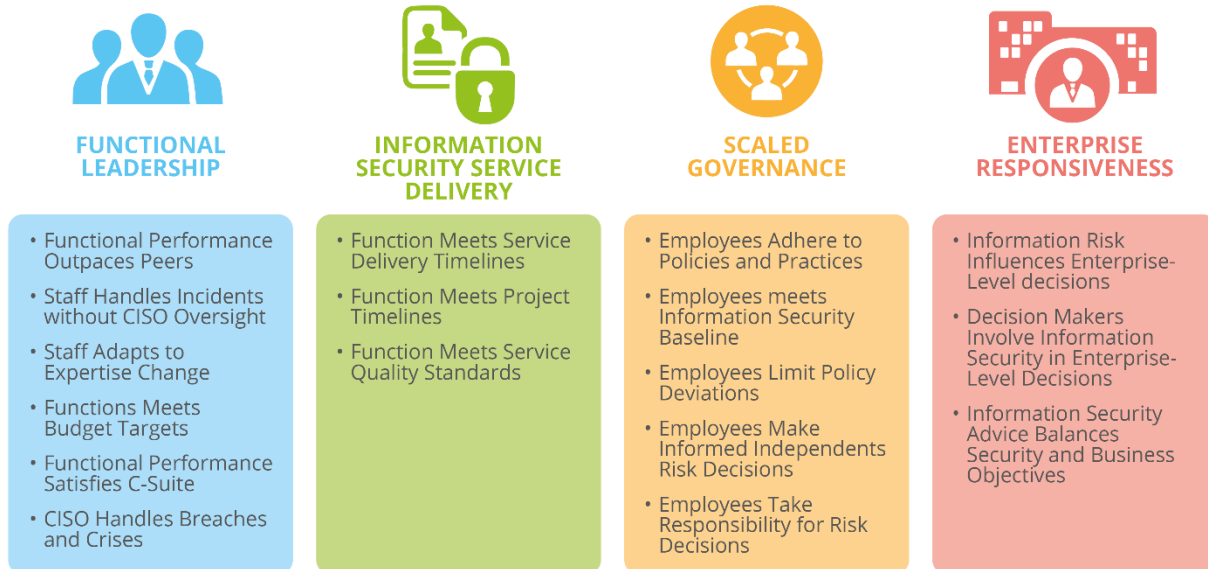 FUNCTIONAL
LEADERSHIP
• Functional Performance
Outpaces Peers
• Staff Handles Incidents
without CISO Oversight
• Staff Adapts to
Expertise Change
• Functions Meets
Budget Targets
• Functional Performance
Satisfies C-Suite
• CISO Handles Breaches
and Crises
INFORMATION
SECURITY SERVICE
DELIVERY
• Function Meets Service
Delivery Timelines
• Function Meets Project
Timelines
• Function Meets Service
Quality Standards
SCALED
GOVERNANCE
• Employees Adhere to
Policies and Practices
• Employees meets
Information Security
Baseline
• Employees Limit Policy
Deviations
• Employees Make
Informed Independents
Risk Decisions
• Employees Take
Responsibility for Risk
Decisions
ENTERPRISE
RESPONSIVENESS
• Information Risk
Influences Enterprise-
Level decisions
• Decision Makers
Involve Information
Security in Enterprise-
Level Decisions
• Information Security
Advice Balances
Security and Business
Objectives